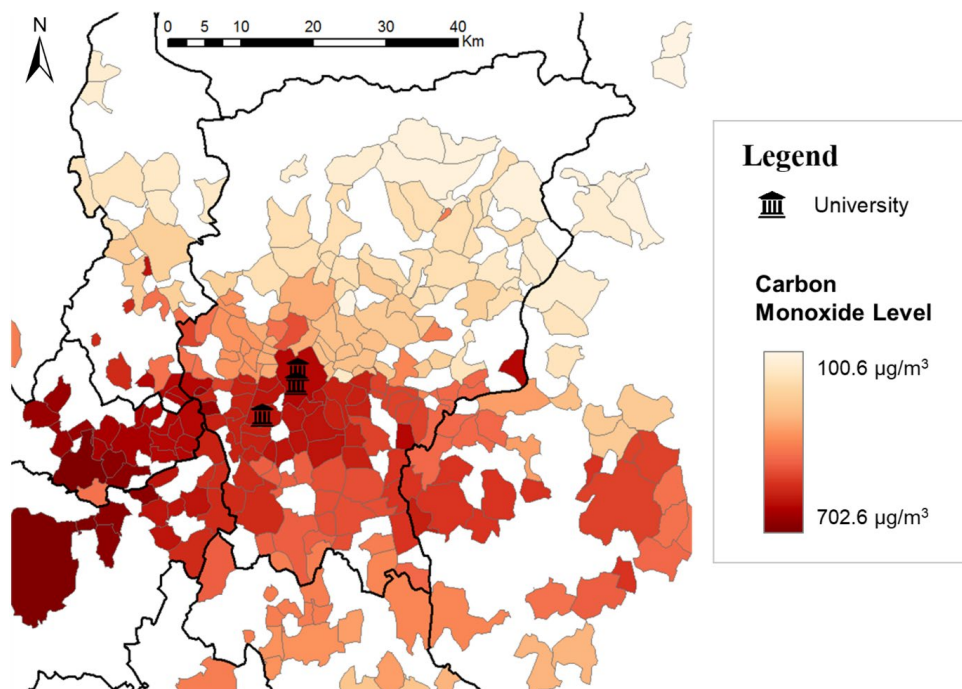 N
0 5 10 20 30 40
Km
Legend
University
Carbon
Monoxide Level
100.6 µg/m³
702.6 µg/m³